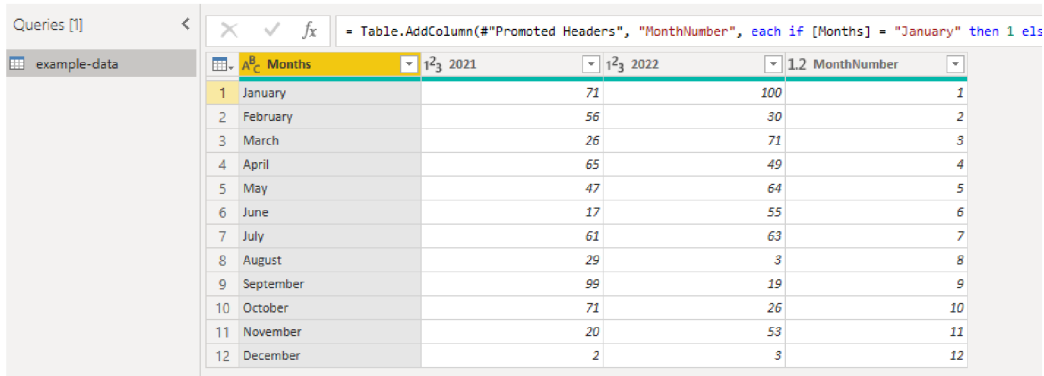 Queries [1]
= Table.AddColumn(#"Promoted Headers", "MonthNumber", each if [Months] = "January" then 1 els
example-data
Months 2021 2022 MonthNumber
1 January 71 100 1
2 February 56 30 2
3 March 26 71 3
4 April 65 49 4
5 May 47 64 5
6 June 17 55 6
7 July 61 63 7
8 August 29 3 8
9 September 99 19 9
10 October 71 26 10
11 November 20 53 11
12 December 2 3 12